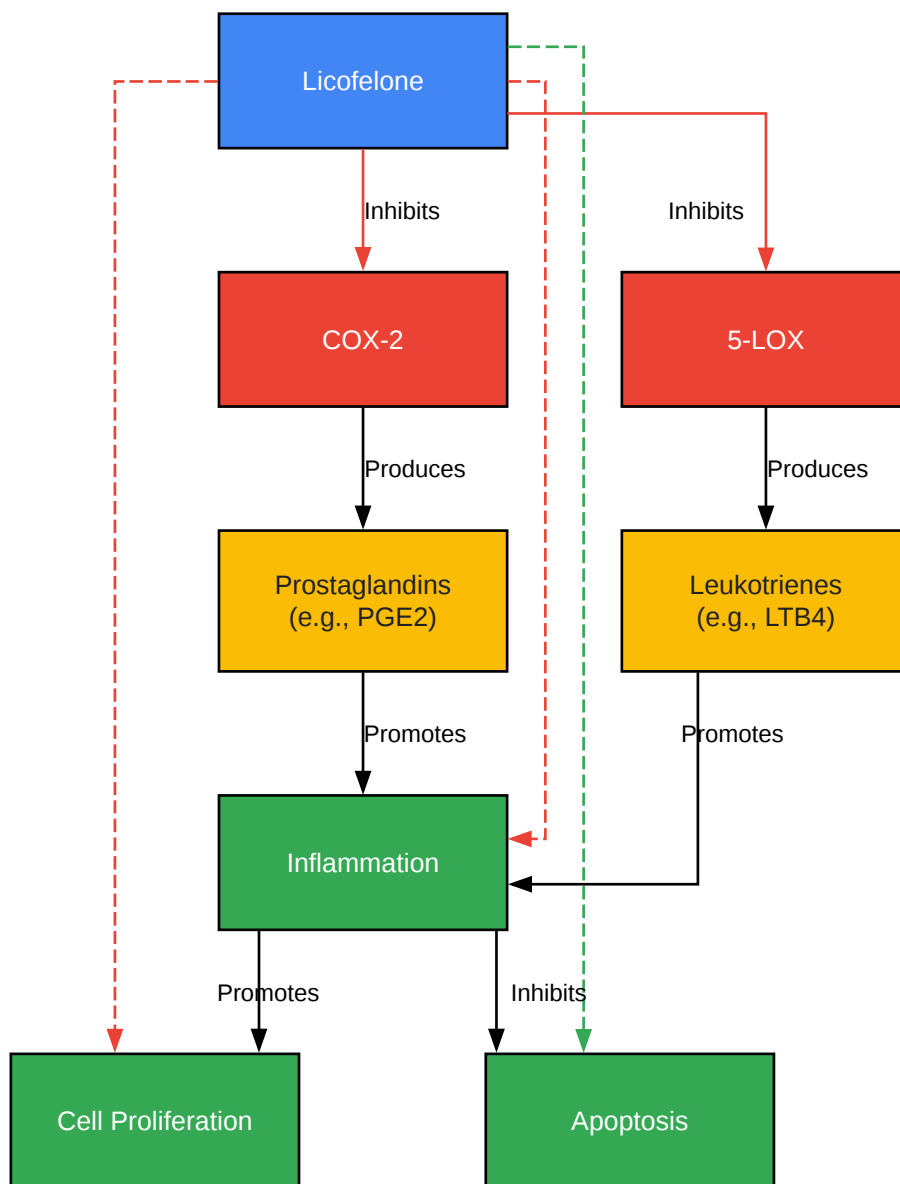 Licofelone
Inhibits
Inhibits
COX-2
5-LOX
Produces
Produces
Prostaglandins
(e.g., PGE2)
Leukotrienes
(e.g., LTB4)
Promotes
Promotes
Inflammation
Promotes
Inhibits
Cell Proliferation
Apoptosis